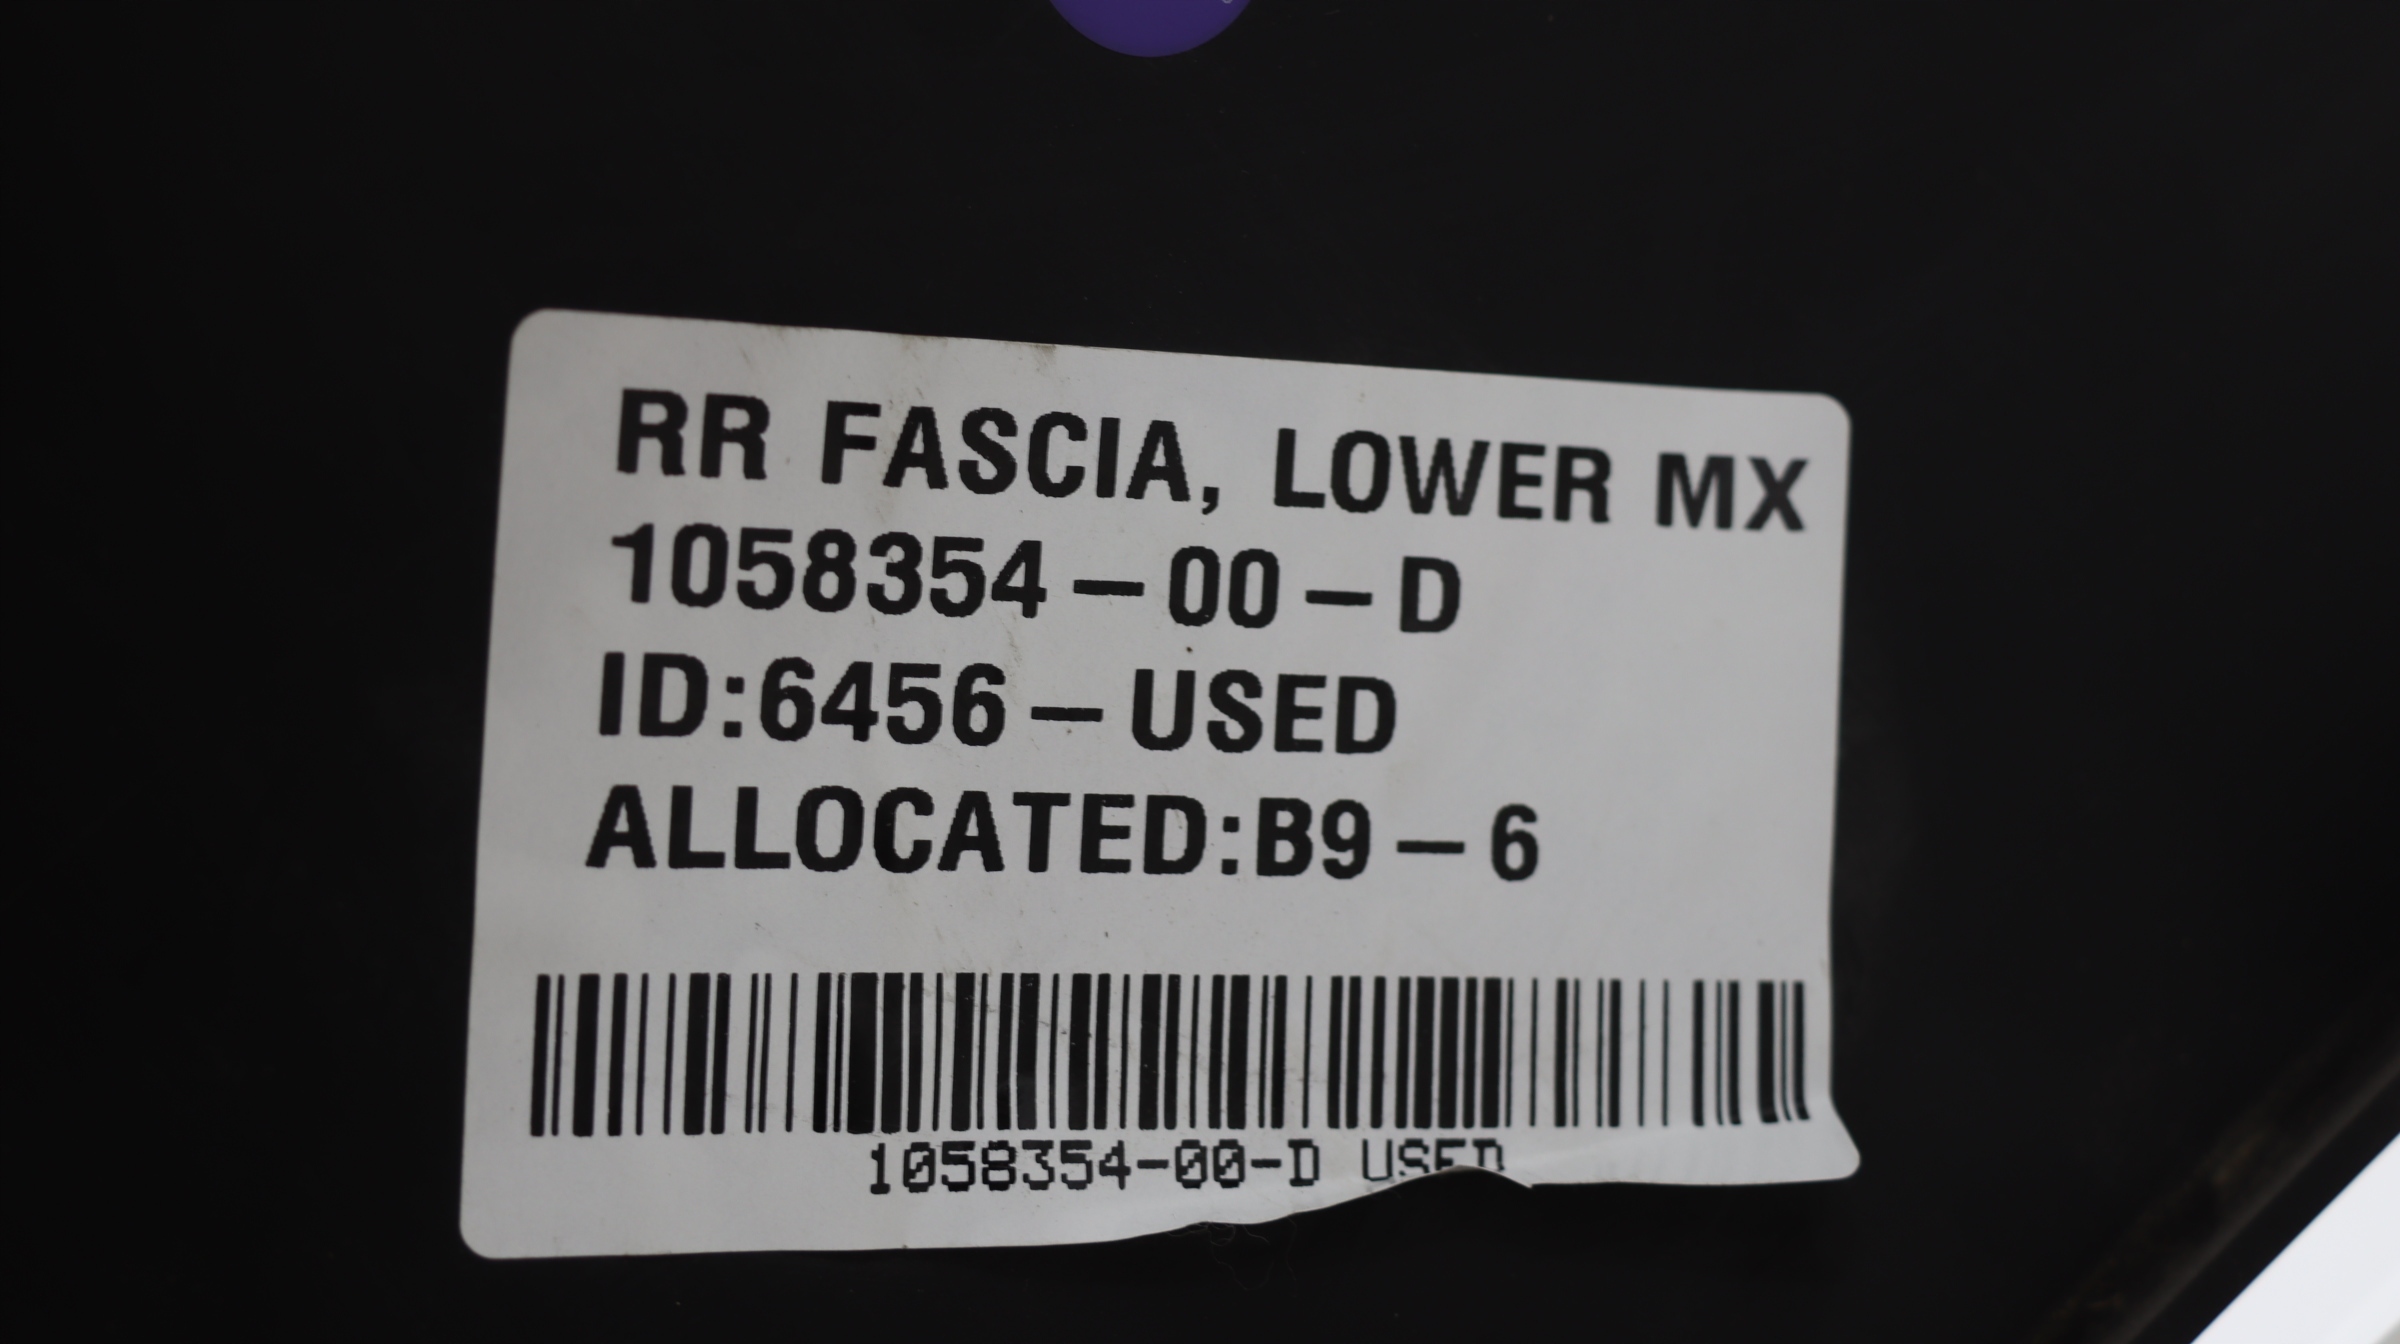 RR FASCIA, LOWER MX
1058354-00-D
ID:6456-USED
ALLOCATED:B9-6
1058354-00-D USED